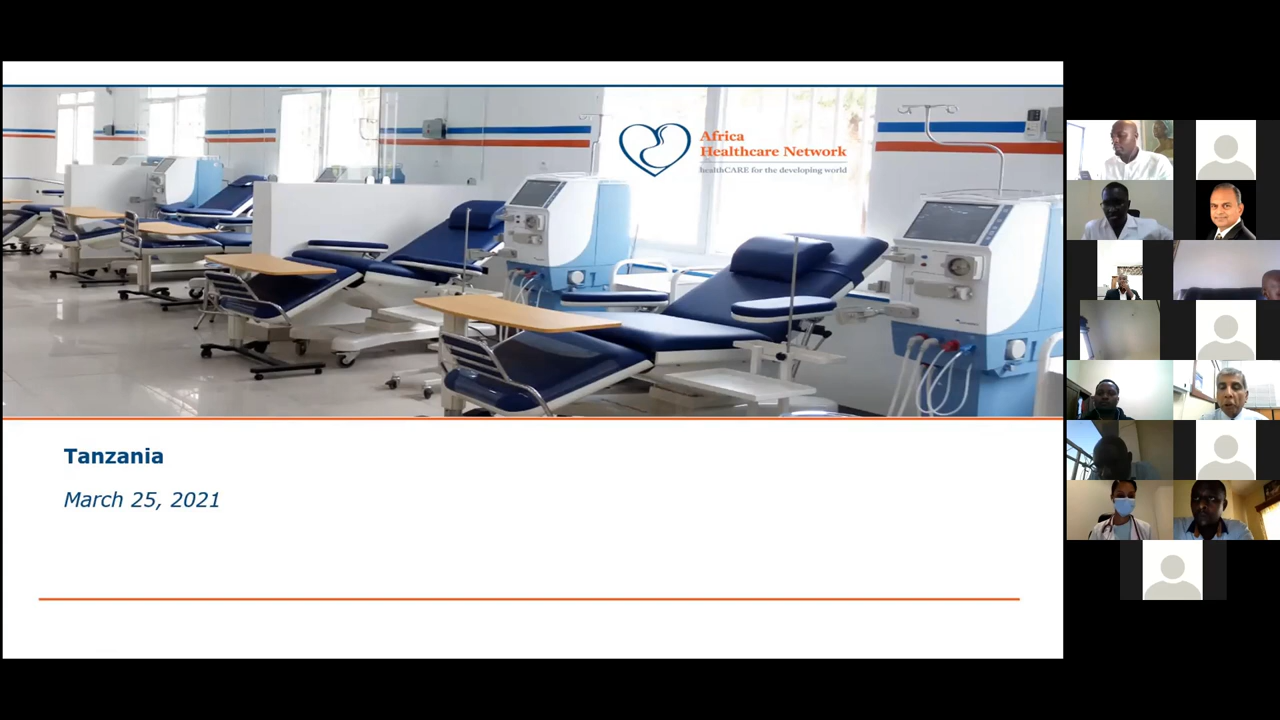 Africa
Healthcare Network
healthCARE for the developing world
Tanzania
March 25, 2021